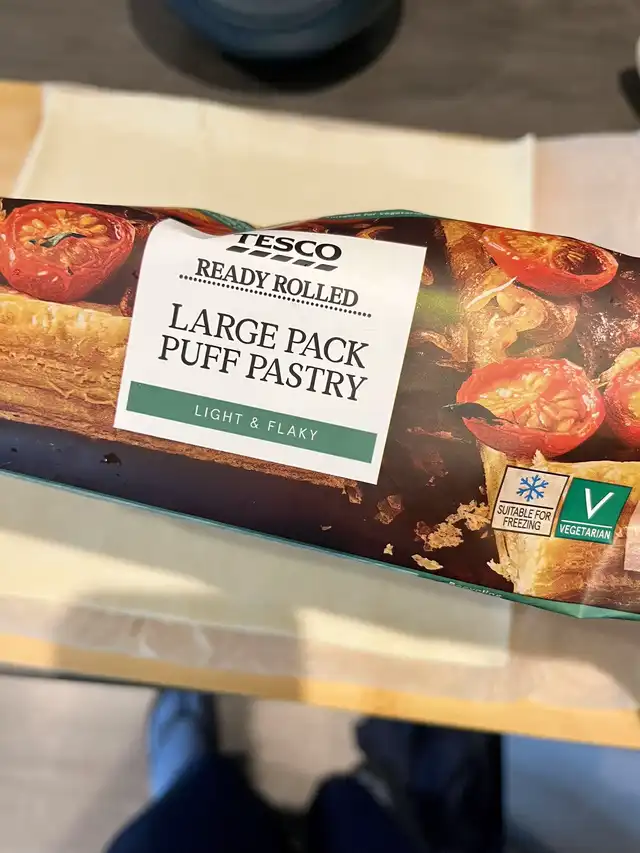 TESCO
READY ROLLED
LARGE PACK
PUFF PASTRY
LIGHT & FLAKY
SUITABLE FOR
FREEZING
V
VEGETARIAN